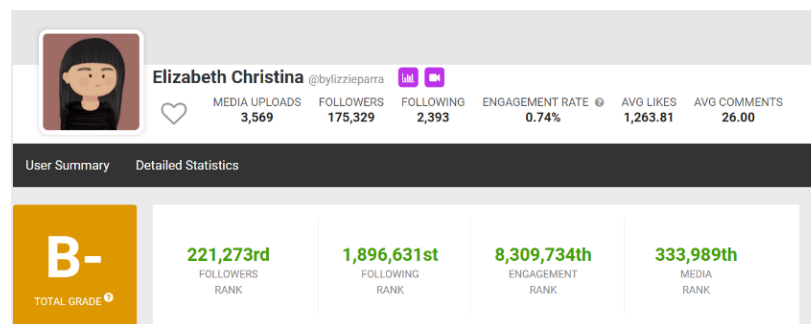 Elizabeth Christina @bylizzieparra
MEDIA UPLOADS FOLLOWERS FOLLOWING ENGAGEMENT RATE AVG LIKES AVG COMMENTS
3,569 175,329 2,393 0.74% 1,263.81 26.00
User Summary Detailed Statistics
B-
TOTAL GRADE
221,273rd 1,896,631st 8,309,734th 333,989th
FOLLOWERS FOLLOWING ENGAGEMENT MEDIA
RANK RANK RANK RANK